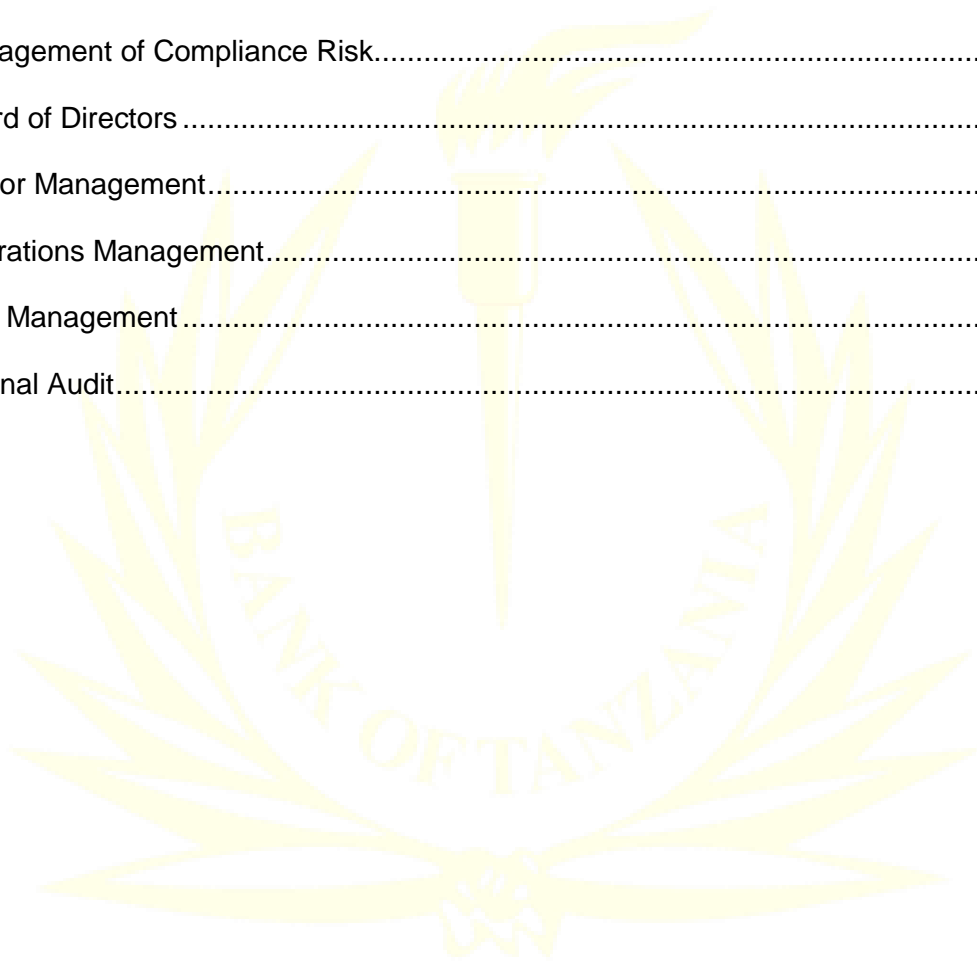 agement of Compliance Risk....................................................................................
rd of Directors ....................................................................................................
or Management.................................................................................................
rations Management..........................................................................................
Management .....................................................................................................
nal Audit............................................................................................................
BANK OF TANZANIA